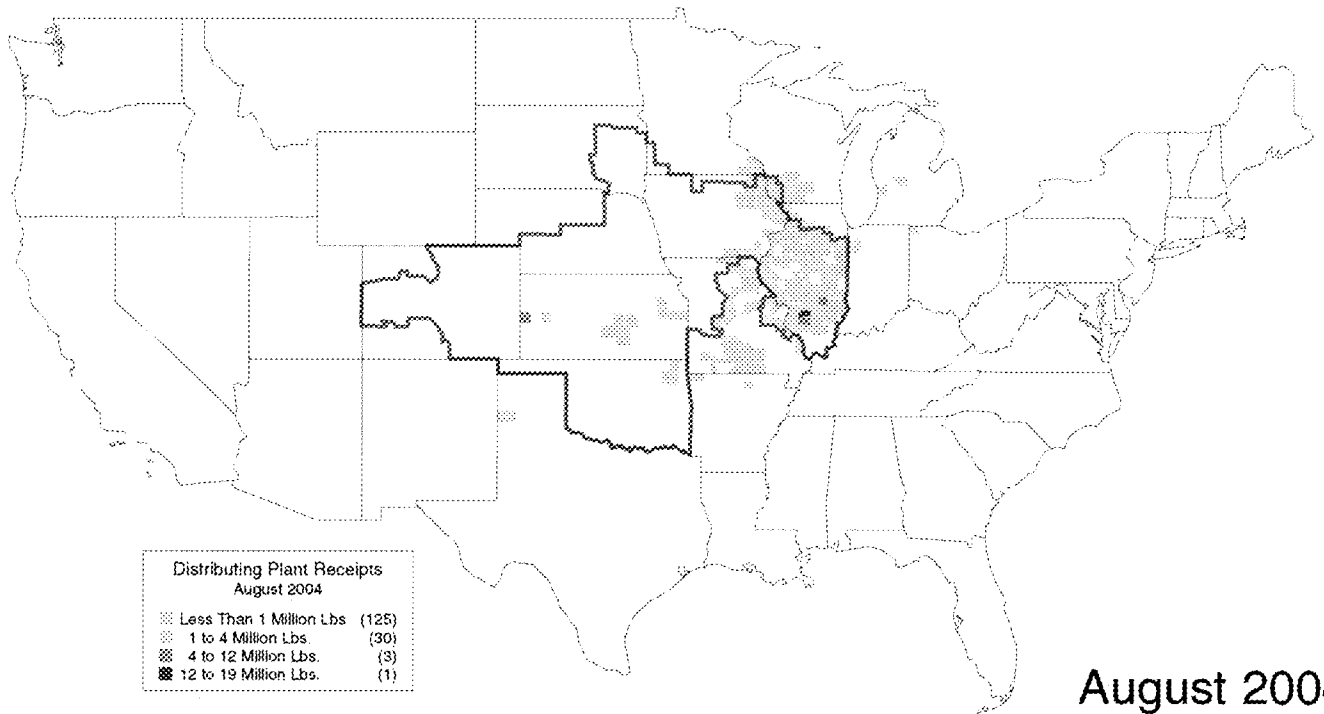 Distributing Plant Receipts
August 2004
Less Than 1 Million Lbs (125)
1 to 4 Million Lbs. (30)
4 to 12 Million Lbs. (3)
12 to 19 Million Lbs. (1)
August 200